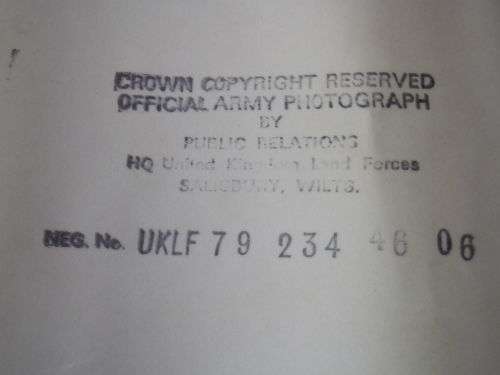 CROWN COPYRIGHT RESERVED
OFFICIAL ARMY PHOTOGRAPH
BY
PUBLIC RELATIONS
HQ United Kingdom Land Forces
SALISBURY, WILTS.
NEG. No. UKLF 79 234 46 06